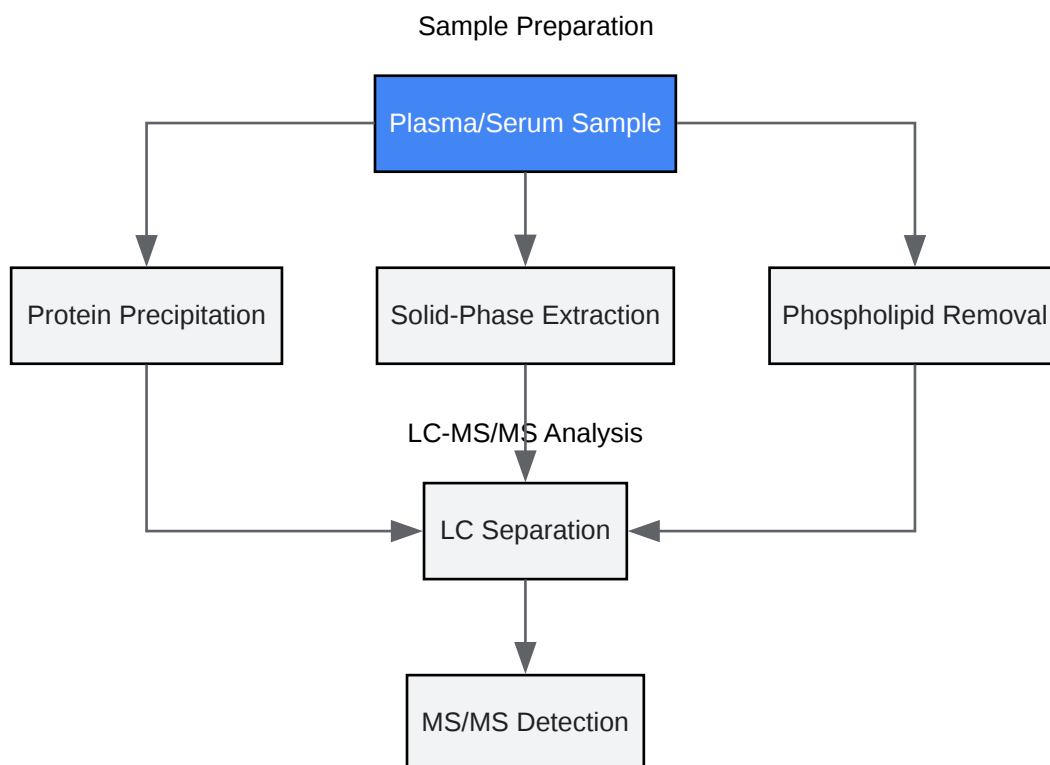 Sample Preparation
Plasma/Serum Sample
Protein Precipitation
Solid-Phase Extraction
Phospholipid Removal
LC-MS/MS Analysis
LC Separation
MS/MS Detection